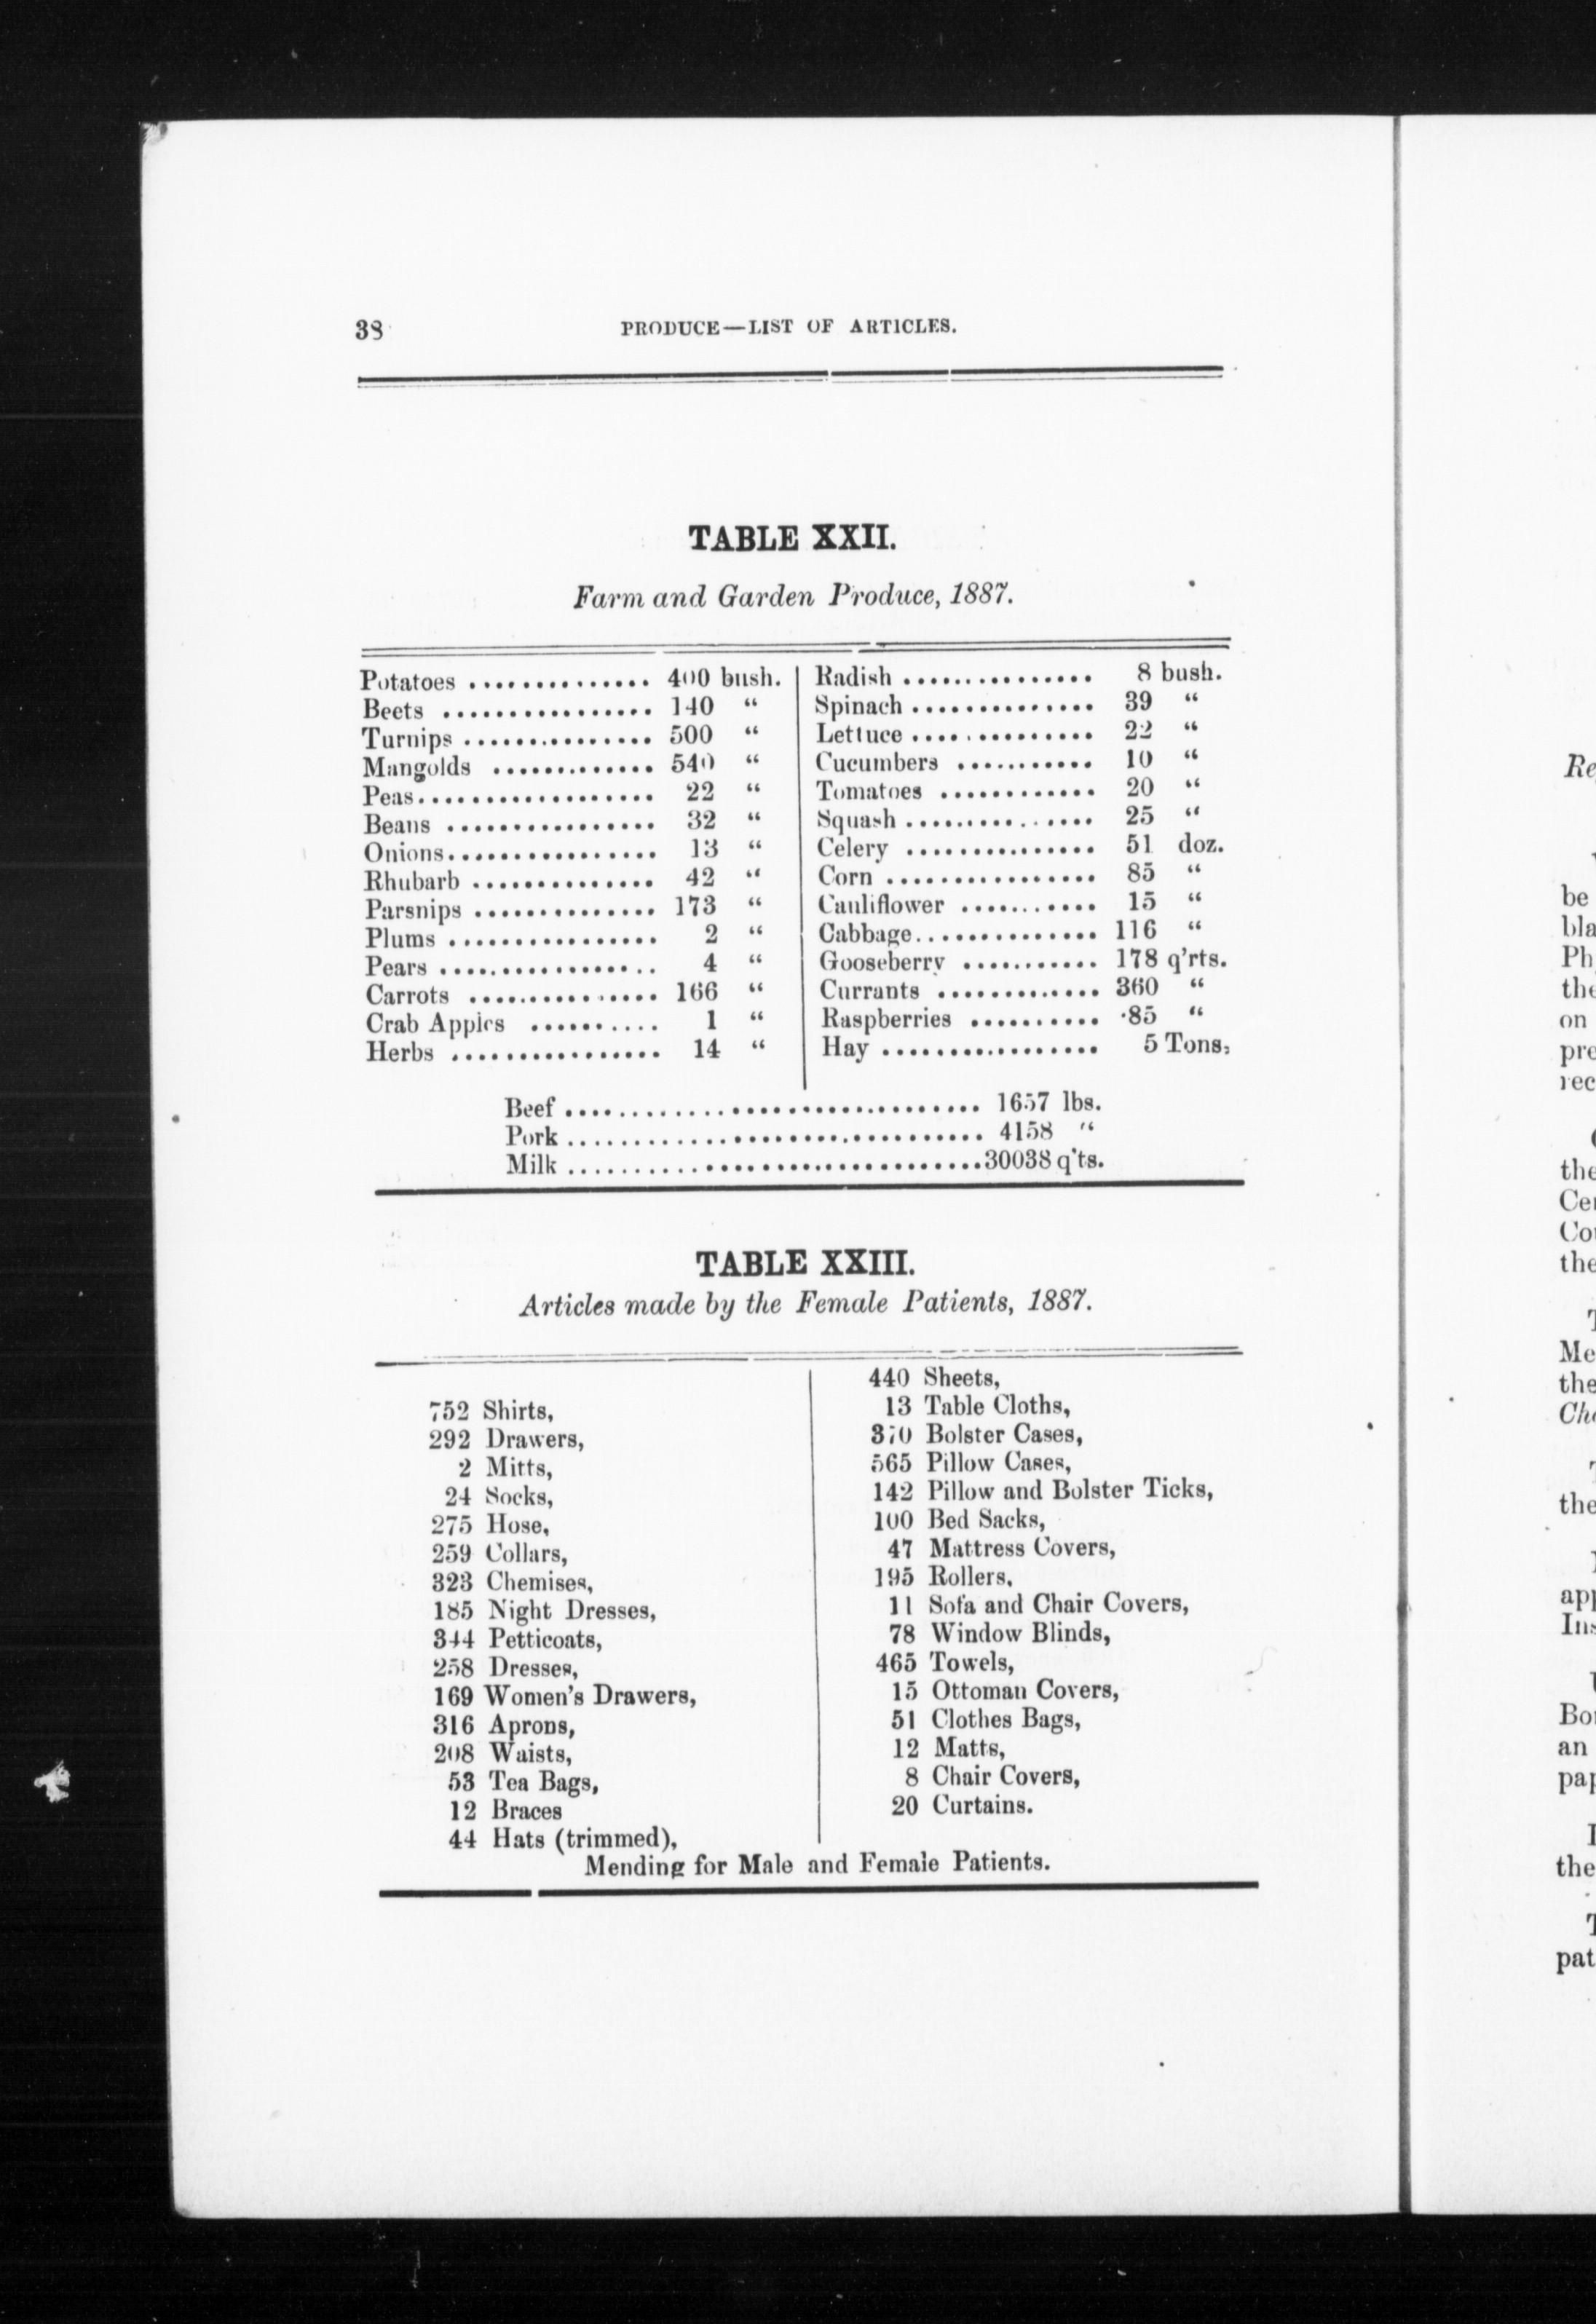 38 PRODUCE—LIST OF ARTICLES.
TABLE XXII.
Farm and Garden Produce, 1887.
Potatoes .............. 400 bush.
Beets ................ 140 "
Turnips ............... 500 "
Mangolds ............. 540 "
Peas.................. 22 "
Beans ................ 32 "
Onions................ 13 "
Rhubarb .............. 42 "
Parsnips .............. 173 "
Plums ................ 2 "
Pears ................ 4 "
Carrots ............... 166 "
Crab Apples .......... 1 "
Herbs ................ 14 "
Radish ............... 8 bush.
Spinach .............. 39 "
Lettuce .............. 22 "
Cucumbers ........... 10 "
Tomatoes ............ 20 "
Squash ............... 25 "
Celery ............... 51 doz.
Corn ................ 85 "
Cauliflower ........... 15 "
Cabbage.............. 116 "
Gooseberry ........... 178 q'rts.
Currants ............. 360 "
Raspberries .......... 85 "
Hay ................. 5 Tons,
Beef .................................. 1657 lbs.
Pork .................................. 4158 "
Milk ..................................30038 q'ts.
TABLE XXIII.
Articles made by the Female Patients, 1887.
752 Shirts,
292 Drawers,
2 Mitts,
24 Socks,
275 Hose,
259 Collars,
323 Chemises,
185 Night Dresses,
344 Petticoats,
258 Dresses,
169 Women's Drawers,
316 Aprons,
208 Waists,
53 Tea Bags,
12 Braces
44 Hats (trimmed),
440 Sheets,
13 Table Cloths,
370 Bolster Cases,
565 Pillow Cases,
142 Pillow and Bolster Ticks,
100 Bed Sacks,
47 Mattress Covers,
195 Rollers,
11 Sofa and Chair Covers,
78 Window Blinds,
465 Towels,
15 Ottoman Covers,
51 Clothes Bags,
12 Matts,
8 Chair Covers,
20 Curtains.
Mending for Male and Female Patients.